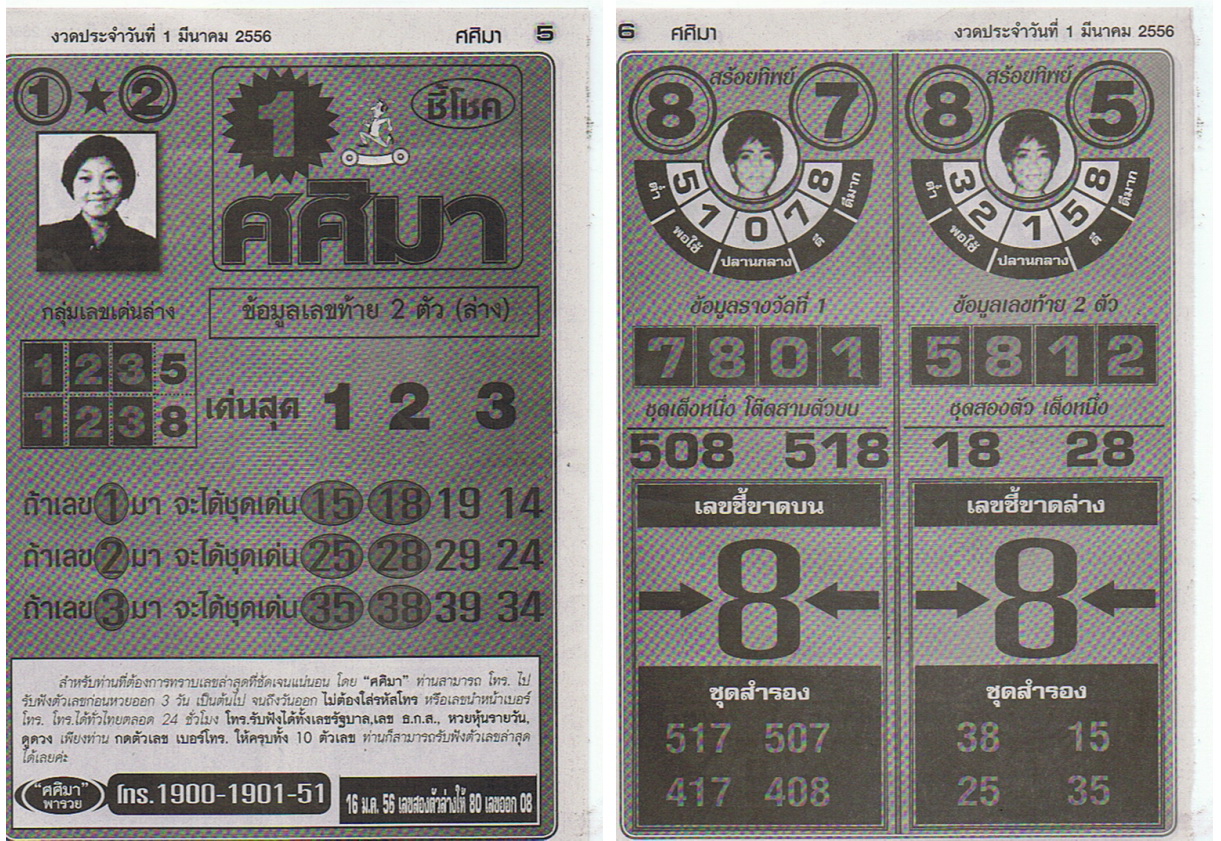 งวดประจำวันที่ 1 มีนาคม 2556 ศศิมา 5
1 ★ 2
1 ชี้โชค
ศศิมา
กลุ่มเลขเด่นล่าง
ข้อมูลเลขท้าย 2 ตัว (ล่าง)
1 2 3 5
1 2 3 8
เด่นสุด 1 2 3
ถ้าเลข 1 มา จะได้ชุดเด่น 15 18 19 14
ถ้าเลข 2 มา จะได้ชุดเด่น 25 28 29 24
ถ้าเลข 3 มา จะได้ชุดเด่น 35 38 39 34
สำหรับท่านที่ต้องการทราบเลขล่าสุดที่ชัดเจนแน่นอน โดย "ศศิมา" ท่านสามารถ โทร. ไป
รับฟังตัวเลขก่อนหวยออก 3 วัน เป็นต้นไป จนถึงวันออก ไม่ต้องใส่รหัสโทร หรือเลขนำหน้าเบอร์
โทร. โทร.ได้ทั่วไทยตลอด 24 ชั่วโมง โทร.รับฟังได้ทั้งเลขรัฐบาล,เลข ธ.ก.ส., หวยหุ้นรายวัน,
ดูดวง เพียงท่าน กดตัวเลข เบอร์โทร. ให้ครบทั้ง 10 ตัวเลข ท่านก็สามารถรับฟังตัวเลขล่าสุด
ได้เลยค่ะ
"ศศิมา"
พารวย
โทร.1900-1901-51
16 ม.ค. 56 เลขสองตัวล่างให้ 80 เลขออก 08
6 ศศิมา งวดประจำวันที่ 1 มีนาคม 2556
สร้อยทิพย์
8 7
5 1 0 7 8
ต่ำ พอใช้ ปลานกลาง ดี ดีมาก
ข้อมูลรางวัลที่ 1
7 8 0 1
ชุดเต็งหนึ่ง โต๊ดสามตัวบน
508 518
เลขชี้ขาดบน
8
ชุดสำรอง
517 507
417 408
สร้อยทิพย์
8 5
3 2 1 5 8
ต่ำ พอใช้ ปลานกลาง ดี ดีมาก
ข้อมูลเลขท้าย 2 ตัว
5 8 1 2
ชุดสองตัว เต็งหนึ่ง
18 28
เลขชี้ขาดล่าง
8
ชุดสำรอง
38 15
25 35